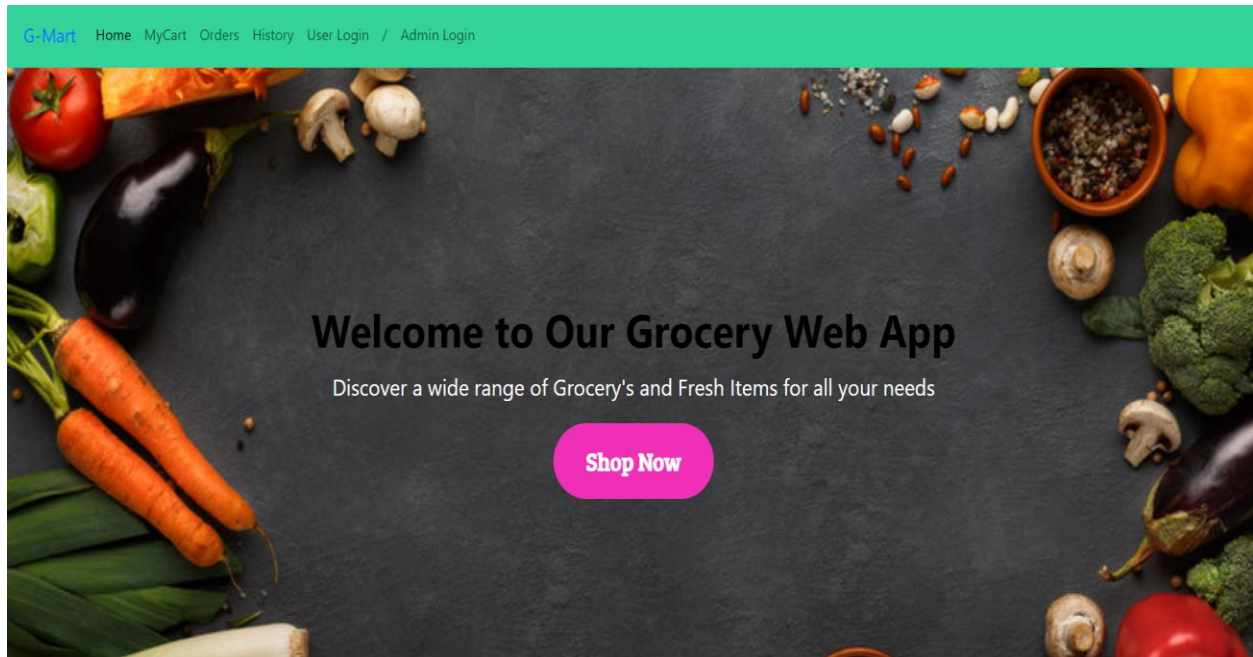 G-Mart Home MyCart Orders History User Login / Admin Login
Welcome to Our Grocery Web App
Discover a wide range of Grocery's and Fresh Items for all your needs
Shop Now